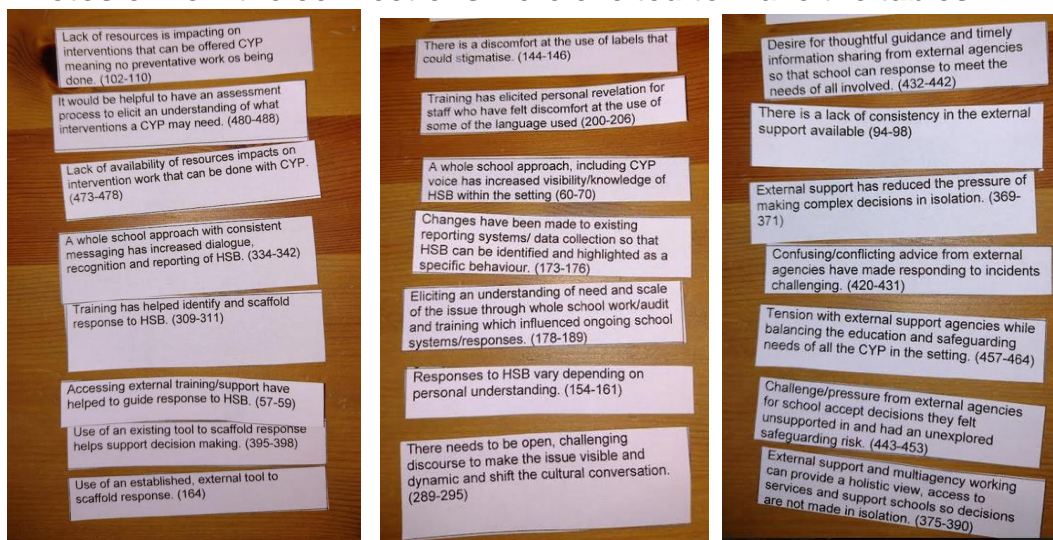 Lack of resources is impacting on
interventions that can be offered CYP
meaning no preventative work os being
done. (102-110)
It would be helpful to have an assessment
process to elicit an understanding of what
interventions a CYP may need. (480-488)
Lack of availability of resources impacts on
intervention work that can be done with CYP.
(473-478)
A whole school approach with consistent
messaging has increased dialogue,
recognition and reporting of HSB. (334-342)
Training has helped identify and scaffold
response to HSB. (309-311)
Accessing external training/support have
helped to guide response to HSB. (57-59)
Use of an existing tool to scaffold response
helps support decision making. (395-398)
Use of an established, external tool to
scaffold response. (164)
There is a discomfort at the use of labels that
could stigmatise. (144-146)
Training has elicited personal revelation for
staff who have felt discomfort at the use of
some of the language used (200-206)
A whole school approach, including CYP
voice has increased visibility/knowledge of
HSB within the setting (60-70)
Changes have been made to existing
reporting systems/ data collection so that
HSB can be identified and highlighted as a
specific behaviour. (173-176)
Eliciting an understanding of need and scale
of the issue through whole school work/audit
and training which influenced ongoing school
systems/responses. (178-189)
Responses to HSB vary depending on
personal understanding. (154-161)
There needs to be open, challenging
discourse to make the issue visible and
dynamic and shift the cultural conversation.
(289-295)
Desire for thoughtful guidance and timely
information sharing from external agencies
so that school can response to meet the
needs of all involved. (432-442)
There is a lack of consistency in the external
support available (94-98)
External support has reduced the pressure of
making complex decisions in isolation. (369-
371)
Confusing/conflicting advice from external
agencies have made responding to incidents
challenging. (420-431)
Tension with external support agencies while
balancing the education and safeguarding
needs of all the CYP in the setting. (457-464)
Challenge/pressure from external agencies
for school accept decisions they felt
unsupported in and had an unexplored
safeguarding risk. (443-453)
External support and multiagency working
can provide a holistic view, access to
services and support schools so decisions
are not made in isolation. (375-390)